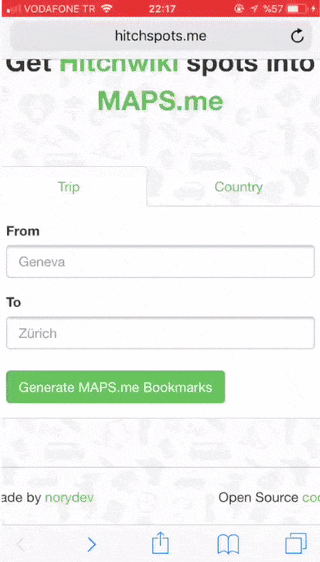 VODAFONE TR 22:17 %57
hitchspots.me
Get Hitchwiki spots into
MAPS.me
Trip Country
From
Geneva
To
Zürich
Generate MAPS.me Bookmarks
ade by norydev Open Source